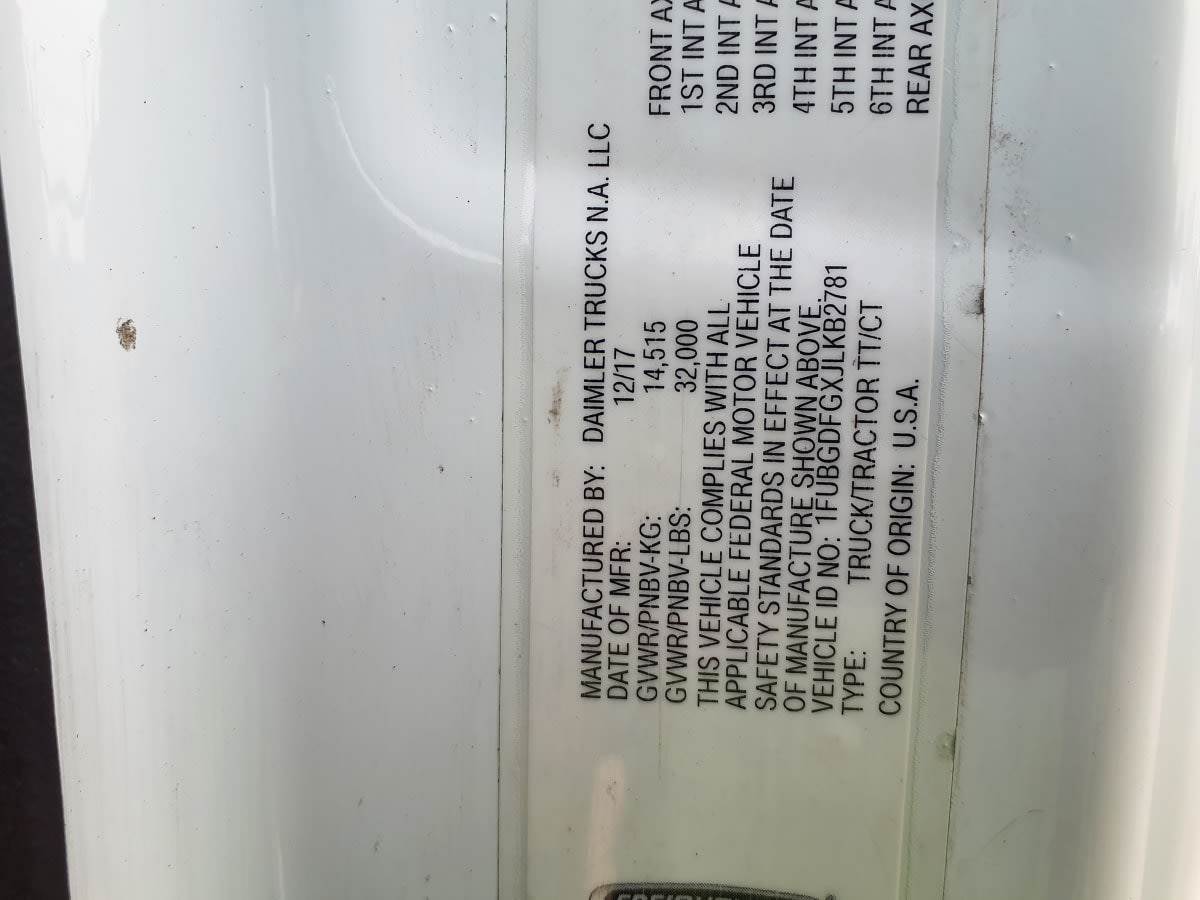 MANUFACTURED BY: DAIMLER TRUCKS N.A. LLC
DATE OF MFR: 12/17
GVWR/PNBV-KG: 14,515
GVWR/PNBV-LBS: 32,000
THIS VEHICLE COMPLIES WITH ALL
APPLICABLE FEDERAL MOTOR VEHICLE
SAFETY STANDARDS IN EFFECT AT THE DATE
OF MANUFACTURE SHOWN ABOVE.
VEHICLE ID NO: 1FUBGDFGXJLKB2781
TYPE: TRUCK/TRACTOR TT/CT
COUNTRY OF ORIGIN: U.S.A.
FRONT
1ST INT
2ND INT
3RD INT
4TH INT
5TH INT
6TH INT
REAR